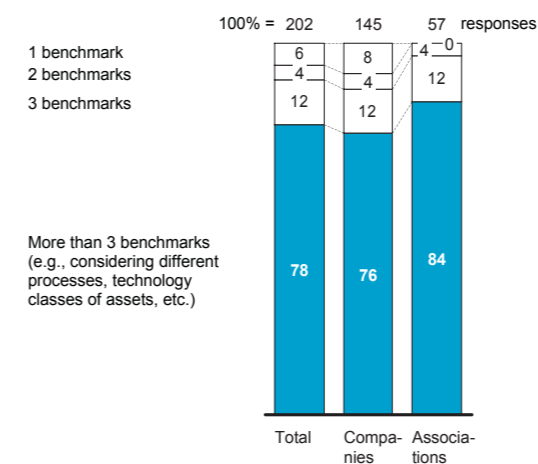 100% = 202 145 57 responses
1 benchmark 6 8 4 0
2 benchmarks 4 4
3 benchmarks 12 12 12
More than 3 benchmarks
(e.g., considering different
processes, technology
classes of assets, etc.)
78 76 84
Total Compa- Associa-
nies tions